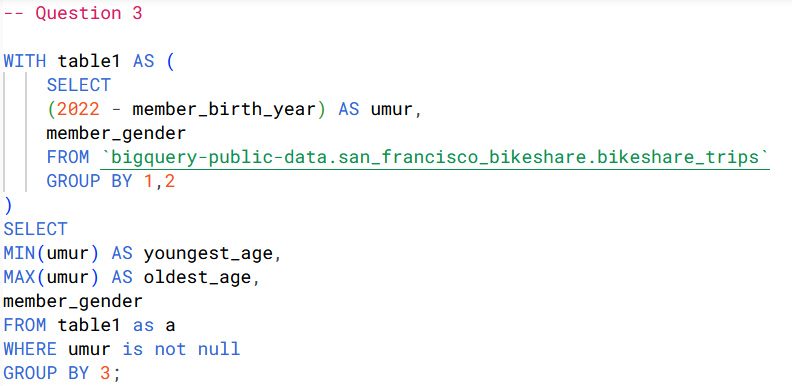 -- Question 3
WITH table1 AS (
SELECT
(2022 - member_birth_year) AS umur,
member_gender
FROM `bigquery-public-data.san_francisco_bikeshare.bikeshare_trips`
GROUP BY 1,2
)
SELECT
MIN(umur) AS youngest_age,
MAX(umur) AS oldest_age,
member_gender
FROM table1 as a
WHERE umur is not null
GROUP BY 3;